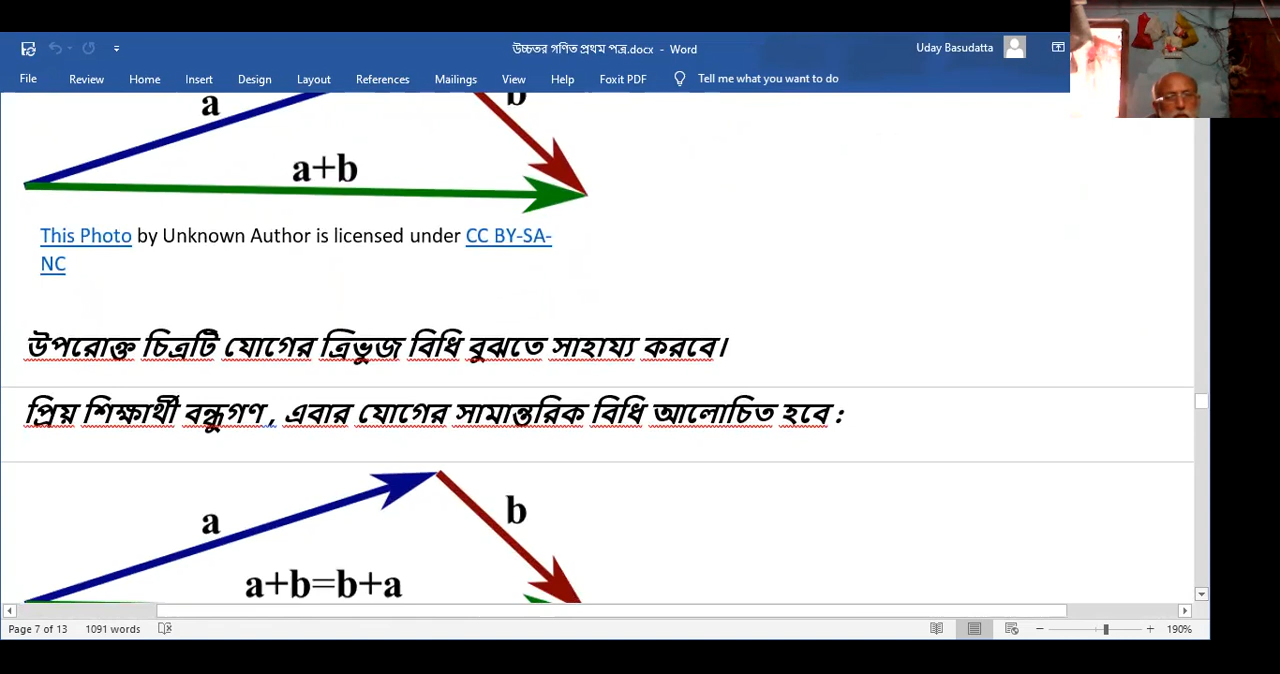 উচ্চতর গণিত প্রথম পত্র.docx - Word
Uday Basudatta
File Review Home Insert Design Layout References Mailings View Help Foxit PDF Tell me what you want to do
a
b
a+b
This Photo by Unknown Author is licensed under CC BY-SA-
NC
উপরোক্ত চিত্রটি যোগের ত্রিভুজ বিধি বুঝতে সাহায্য করবে।
প্রিয় শিক্ষার্থী বন্ধুগণ , এবার যোগের সামান্তরিক বিধি আলোচিত হবে :
a
b
a+b=b+a
Page 7 of 13 1091 words
190%